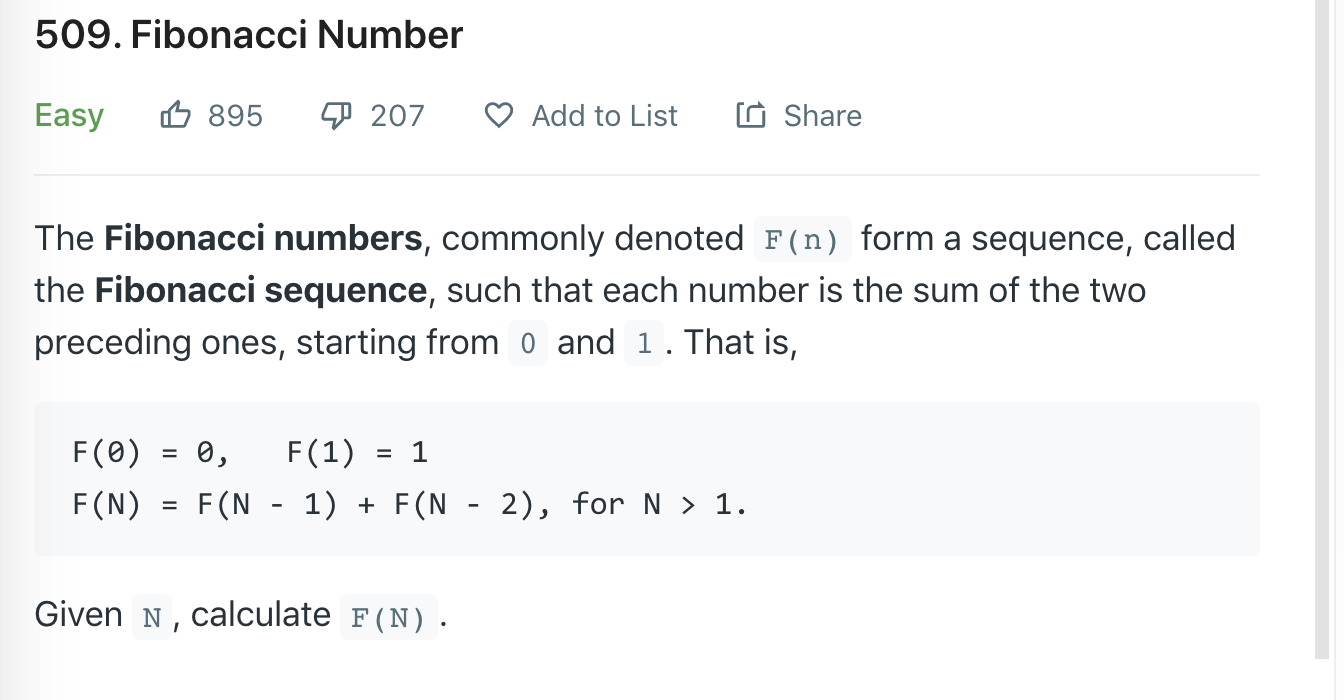 509. Fibonacci Number
Easy 895 207 Add to List Share
The Fibonacci numbers, commonly denoted F(n) form a sequence, called
the Fibonacci sequence, such that each number is the sum of the two
preceding ones, starting from 0 and 1. That is,
F(0) = 0,   F(1) = 1
F(N) = F(N - 1) + F(N - 2), for N > 1.
Given N, calculate F(N).